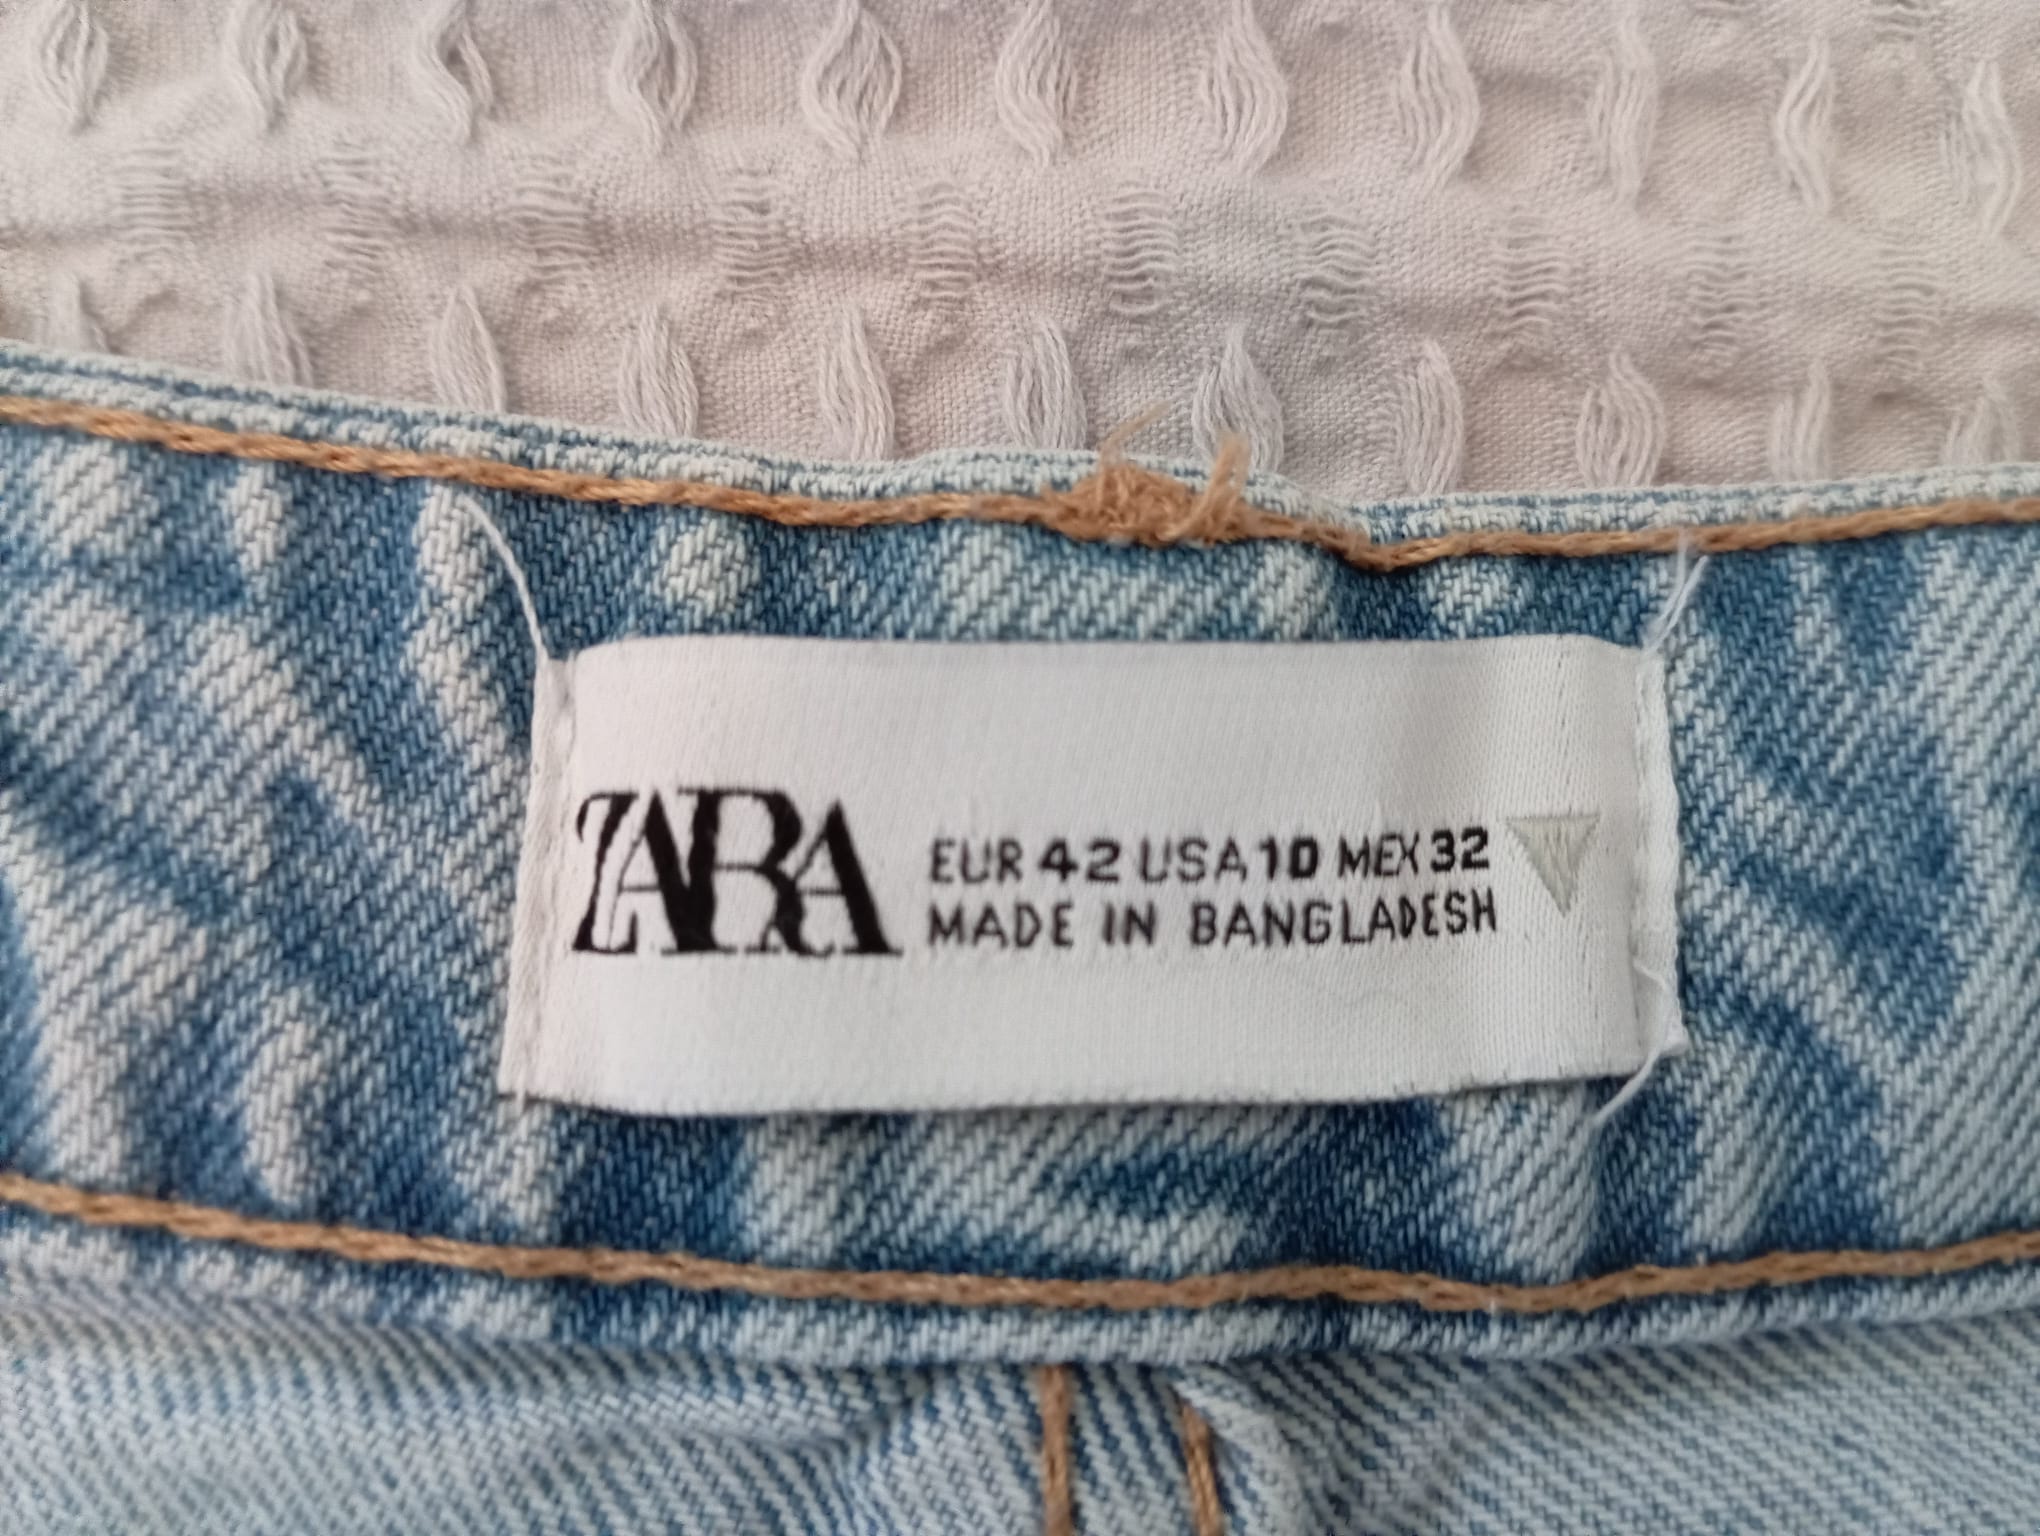 ZARA
EUR 42 USA 10 MEX 32
MADE IN BANGLADESH